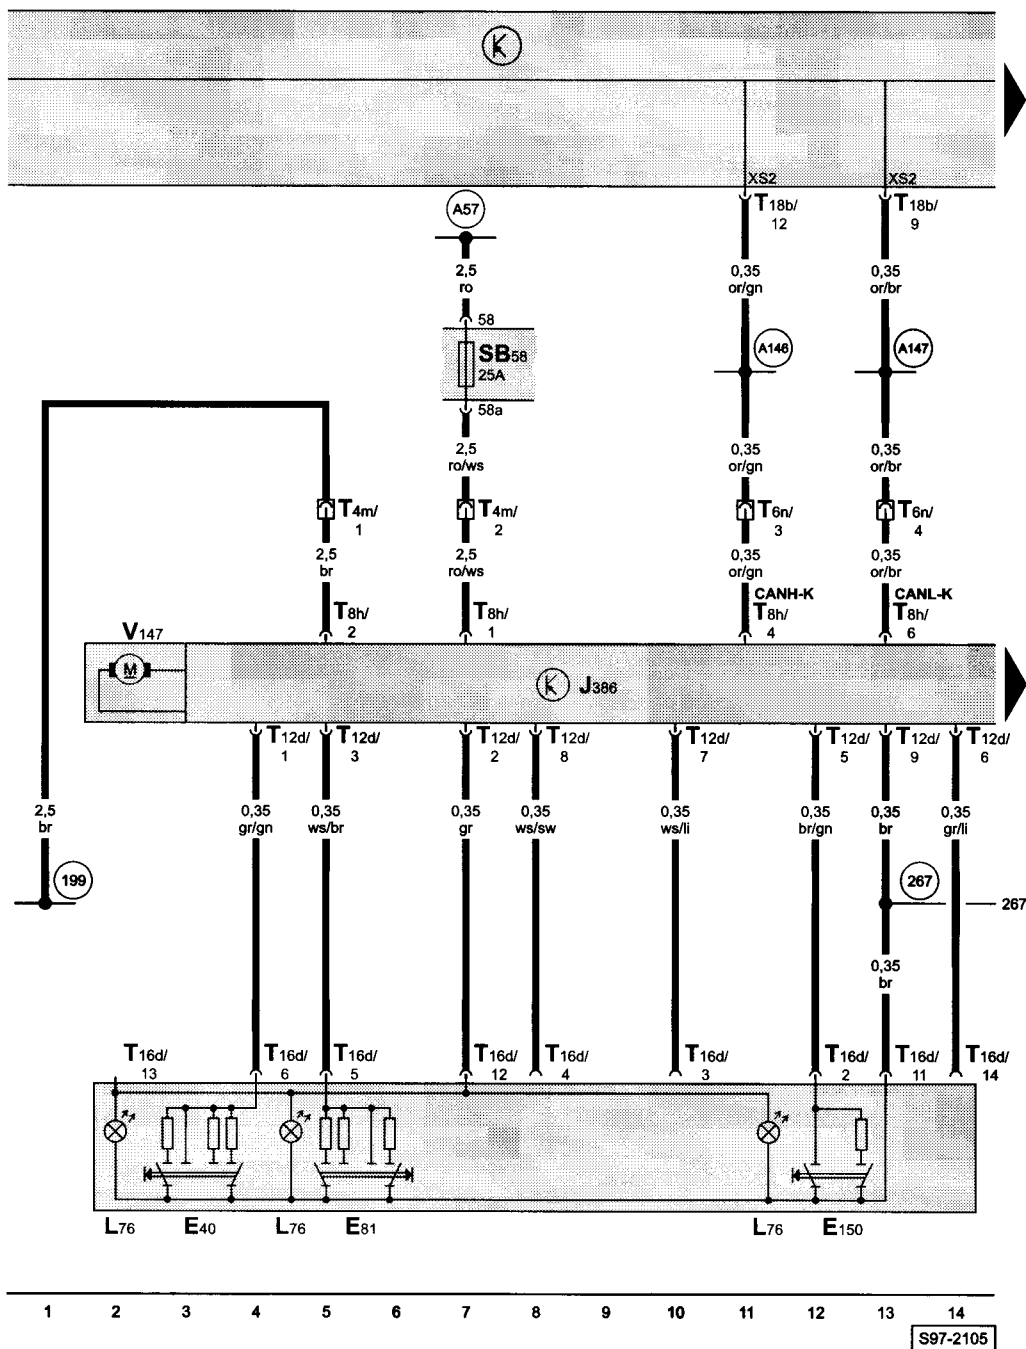 XS2 XS2
T18b/ T18b/
12 9
A57
2,5 0,35 0,35
ro or/gn or/br
58
SB58
25A
A146 A147
58a
2,5 0,35 0,35
ro/ws or/gn or/br
T4m/ T4m/ T6n/ T6n/
1 2 3 4
2,5 2,5 0,35 0,35
br ro/ws or/gn or/br
CANH-K CANL-K
T8h/ T8h/ T8h/ T8h/
2 1 4 6
V147
M
J386
T12d/ T12d/ T12d/ T12d/ T12d/ T12d/ T12d/ T12d/
1 3 2 8 7 5 9 6
2,5 0,35 0,35 0,35 0,35 0,35 0,35 0,35 0,35
br gr/gn ws/br gr ws/sw ws/li br/gn br gr/li
199 267
267
0,35
br
T16d/ T16d/ T16d/ T16d/ T16d/ T16d/ T16d/ T16d/ T16d/
13 6 5 12 4 3 2 11 14
L76 E40 L76 E81 L76 E150
1 2 3 4 5 6 7 8 9 10 11 12 13 14
S97-2105